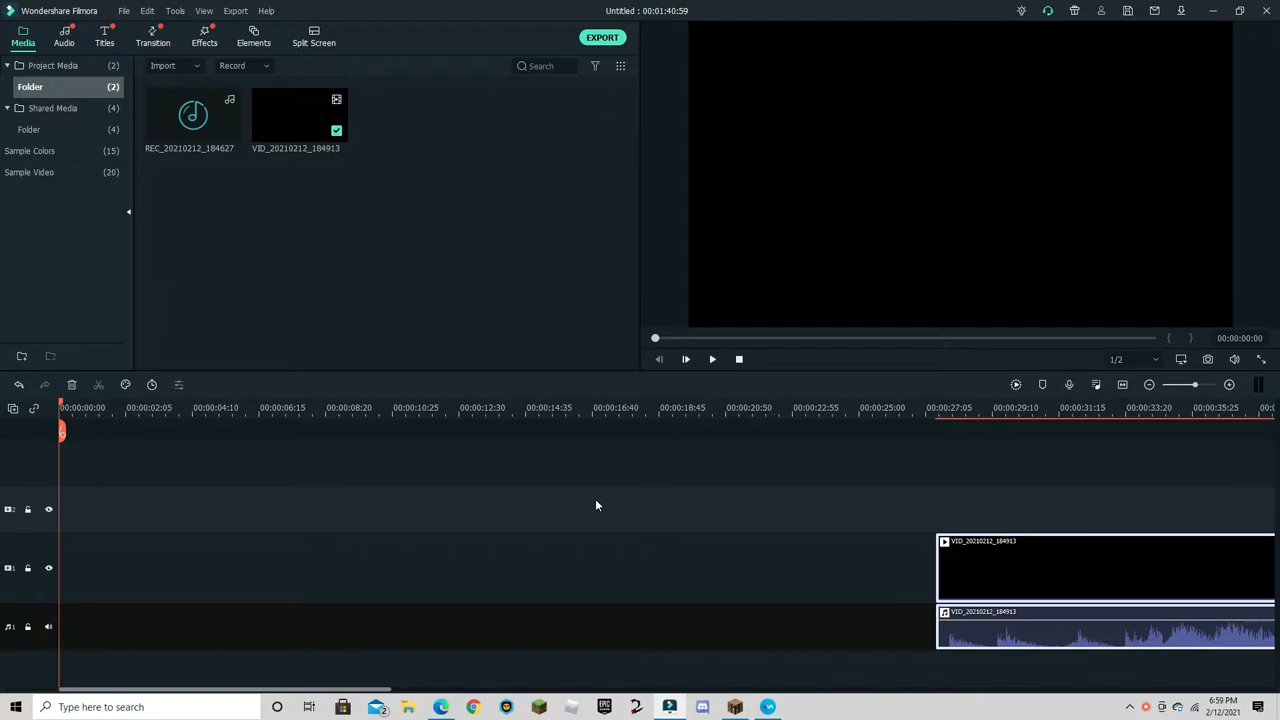 Wondershare Filmora File Edit Tools View Export Help Untitled : 00:01:40:59
Media Audio Titles Transition Effects Elements Split Screen EXPORT
Project Media (2) Import Record Search
Folder (2)
Shared Media (4)
Folder (4)
Sample Colors (15)
Sample Video (20)
REC_20210212_184627 VID_20210212_184913
00:00:00:00
1/2
00:00:00:00 00:00:02:05 00:00:04:10 00:00:06:15 00:00:08:20 00:00:10:25 00:00:12:30 00:00:14:35 00:00:16:40 00:00:18:45 00:00:20:50 00:00:22:55 00:00:25:00 00:00:27:05 00:00:29:10 00:00:31:15 00:00:33:20 00:00:35:25
2
VID_20210212_184913
1
VID_20210212_184913
1
Type here to search 2 6:59 PM
2/12/2021